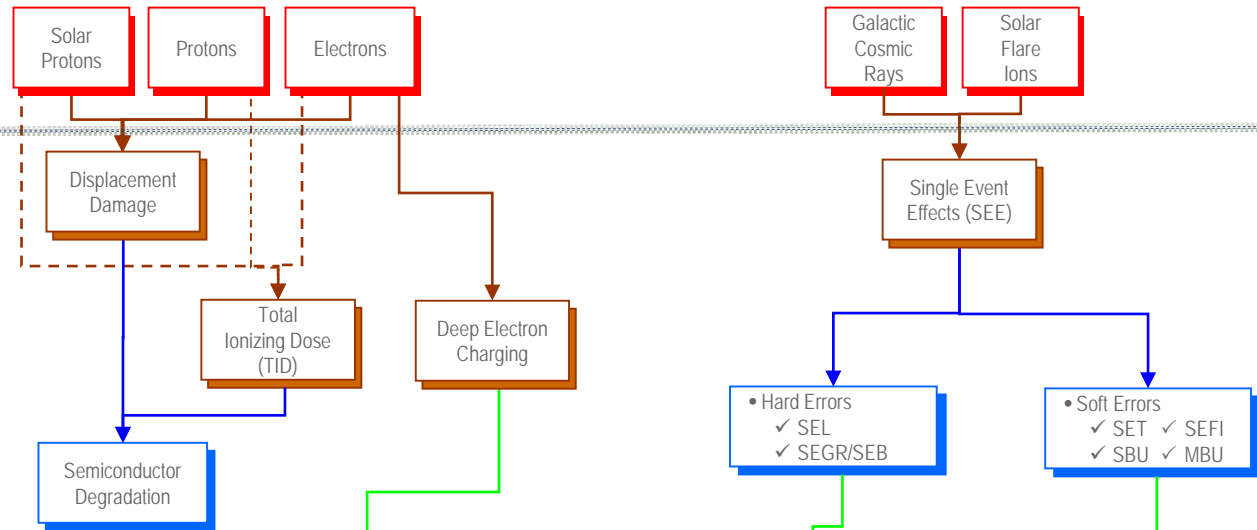 Solar
Protons
Protons
Electrons
Galactic
Cosmic
Rays
Solar
Flare
Ions
Displacement
Damage
Single Event
Effects (SEE)
Total
Ionizing Dose
(TID)
Deep Electron
Charging
• Hard Errors
✓ SEL
✓ SEGR/SEB
• Soft Errors
✓ SET ✓ SEFI
✓ SBU ✓ MBU
Semiconductor
Degradation